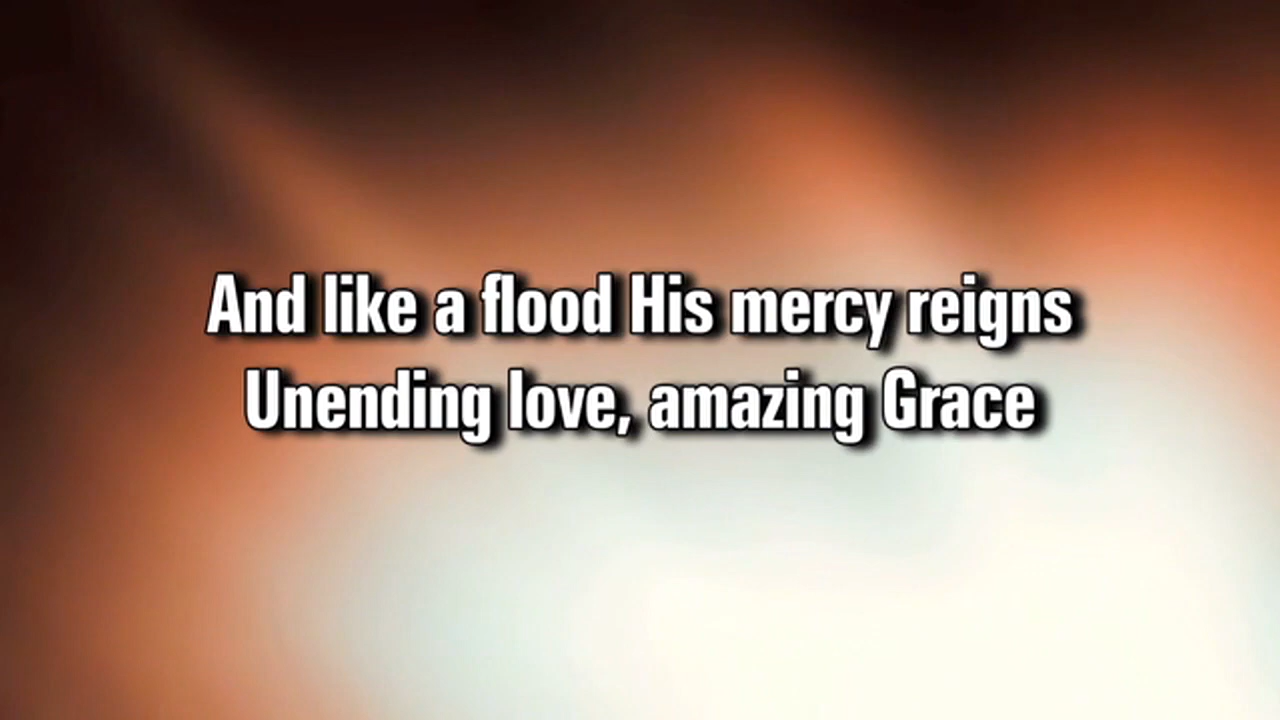 And like a flood His mercy reigns
Unending love, amazing Grace